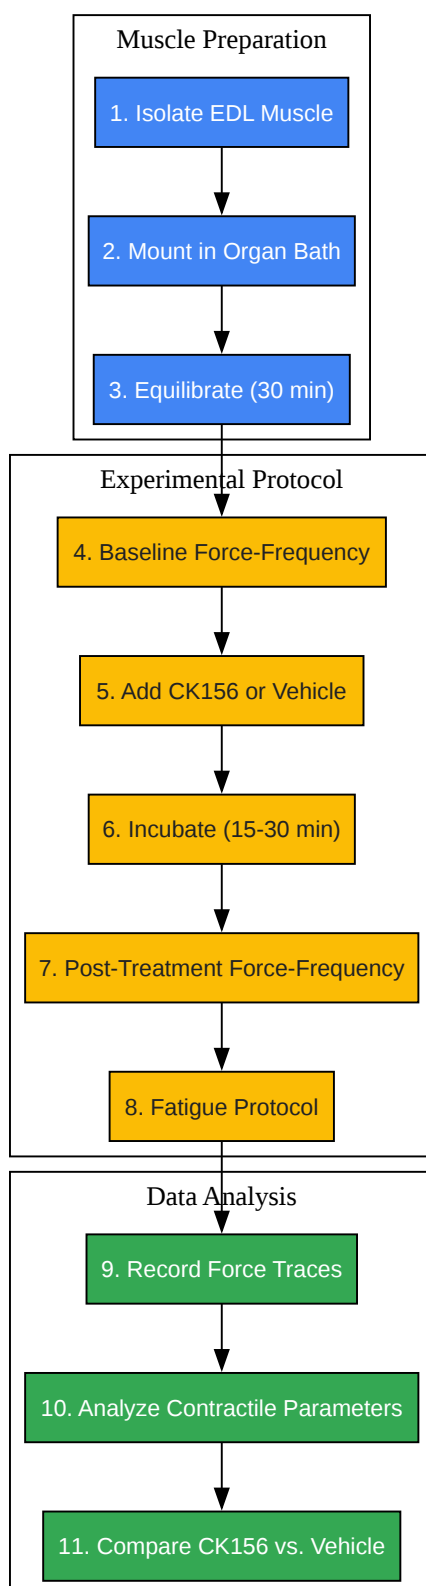 Muscle Preparation
1. Isolate EDL Muscle
2. Mount in Organ Bath
3. Equilibrate (30 min)
Experimental Protocol
4. Baseline Force-Frequency
5. Add CK156 or Vehicle
6. Incubate (15-30 min)
7. Post-Treatment Force-Frequency
8. Fatigue Protocol
Data Analysis
9. Record Force Traces
10. Analyze Contractile Parameters
11. Compare CK156 vs. Vehicle